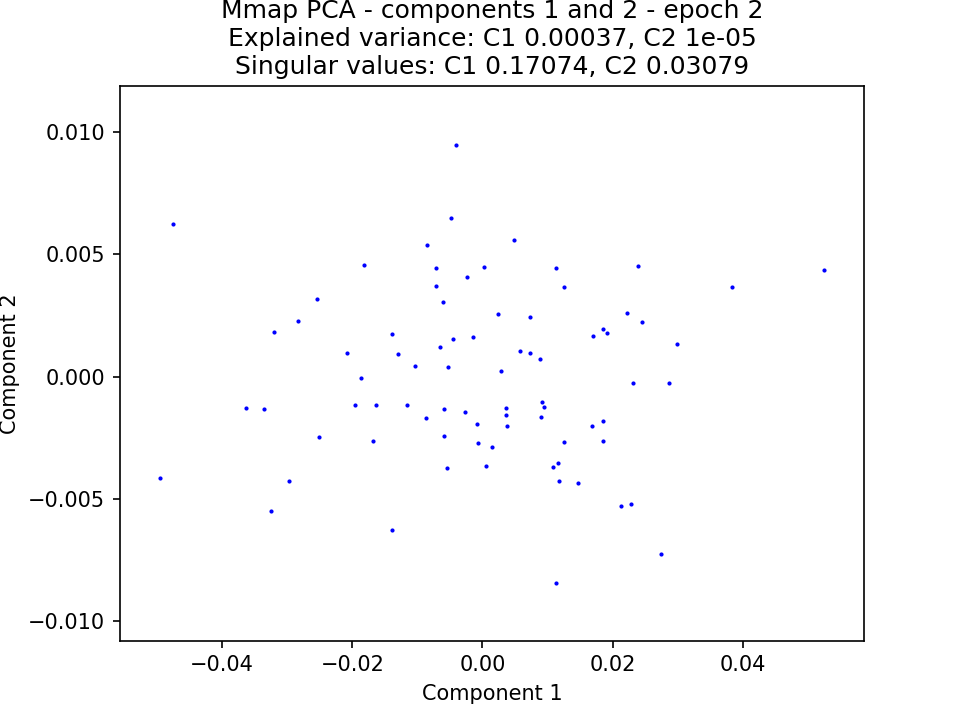 Mmap PCA - components 1 and 2 - epoch 2
Explained variance: C1 0.00037, C2 1e-05
Singular values: C1 0.17074, C2 0.03079
0.010
0.005
0.000
−0.005
−0.010
Component 2
−0.04
−0.02
0.00
0.02
0.04
Component 1